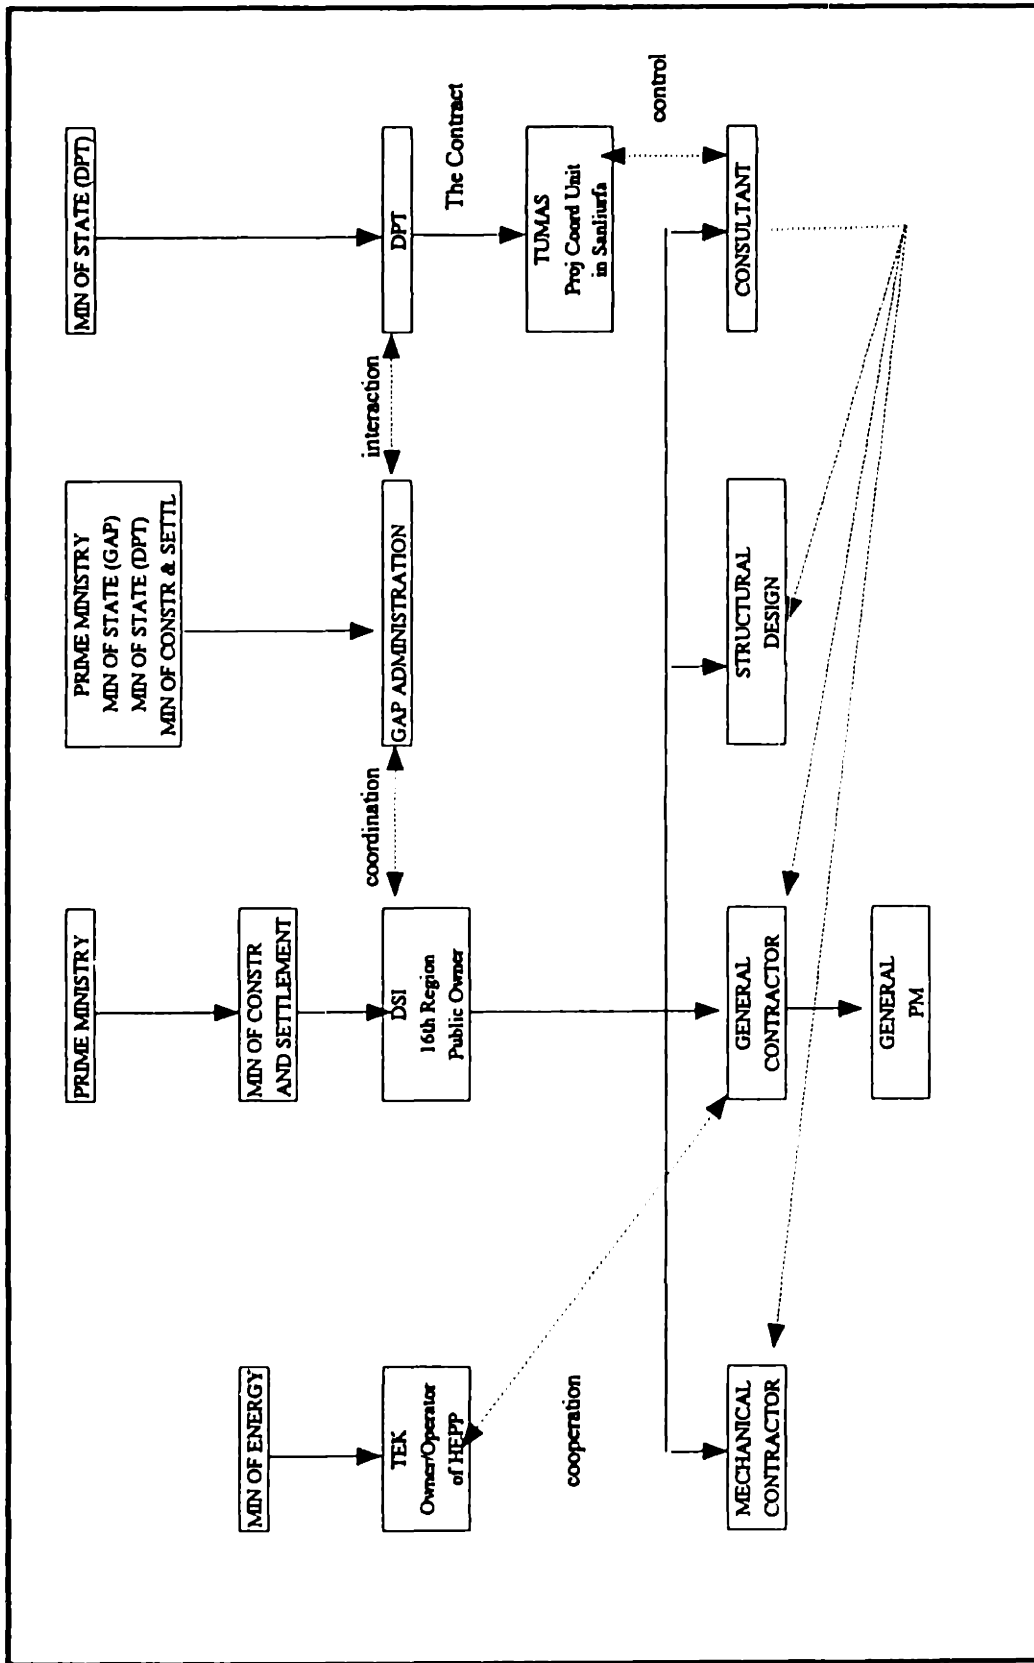 MIN OF ENERGY
TEK
Owner/Operator
of HEPP
cooperation
MECHANICAL
CONTRACTOR
PRIME MINISTRY
MIN OF CONSTR
AND SETTLEMENT
DSI
16th Region
Public Owner
coordination
GENERAL
CONTRACTOR
GENERAL
PM
PRIME MINISTRY
MIN OF STATE (GAP)
MIN OF STATE (DPT)
MIN OF CONSTR & SETTL
GAP ADMINISTRATION
interaction
STRUCTURAL
DESIGN
MIN OF STATE (DPT)
DPT
The Contract
TUMAS
Proj Coord Unit
in Sanliurfa
control
CONSULTANT